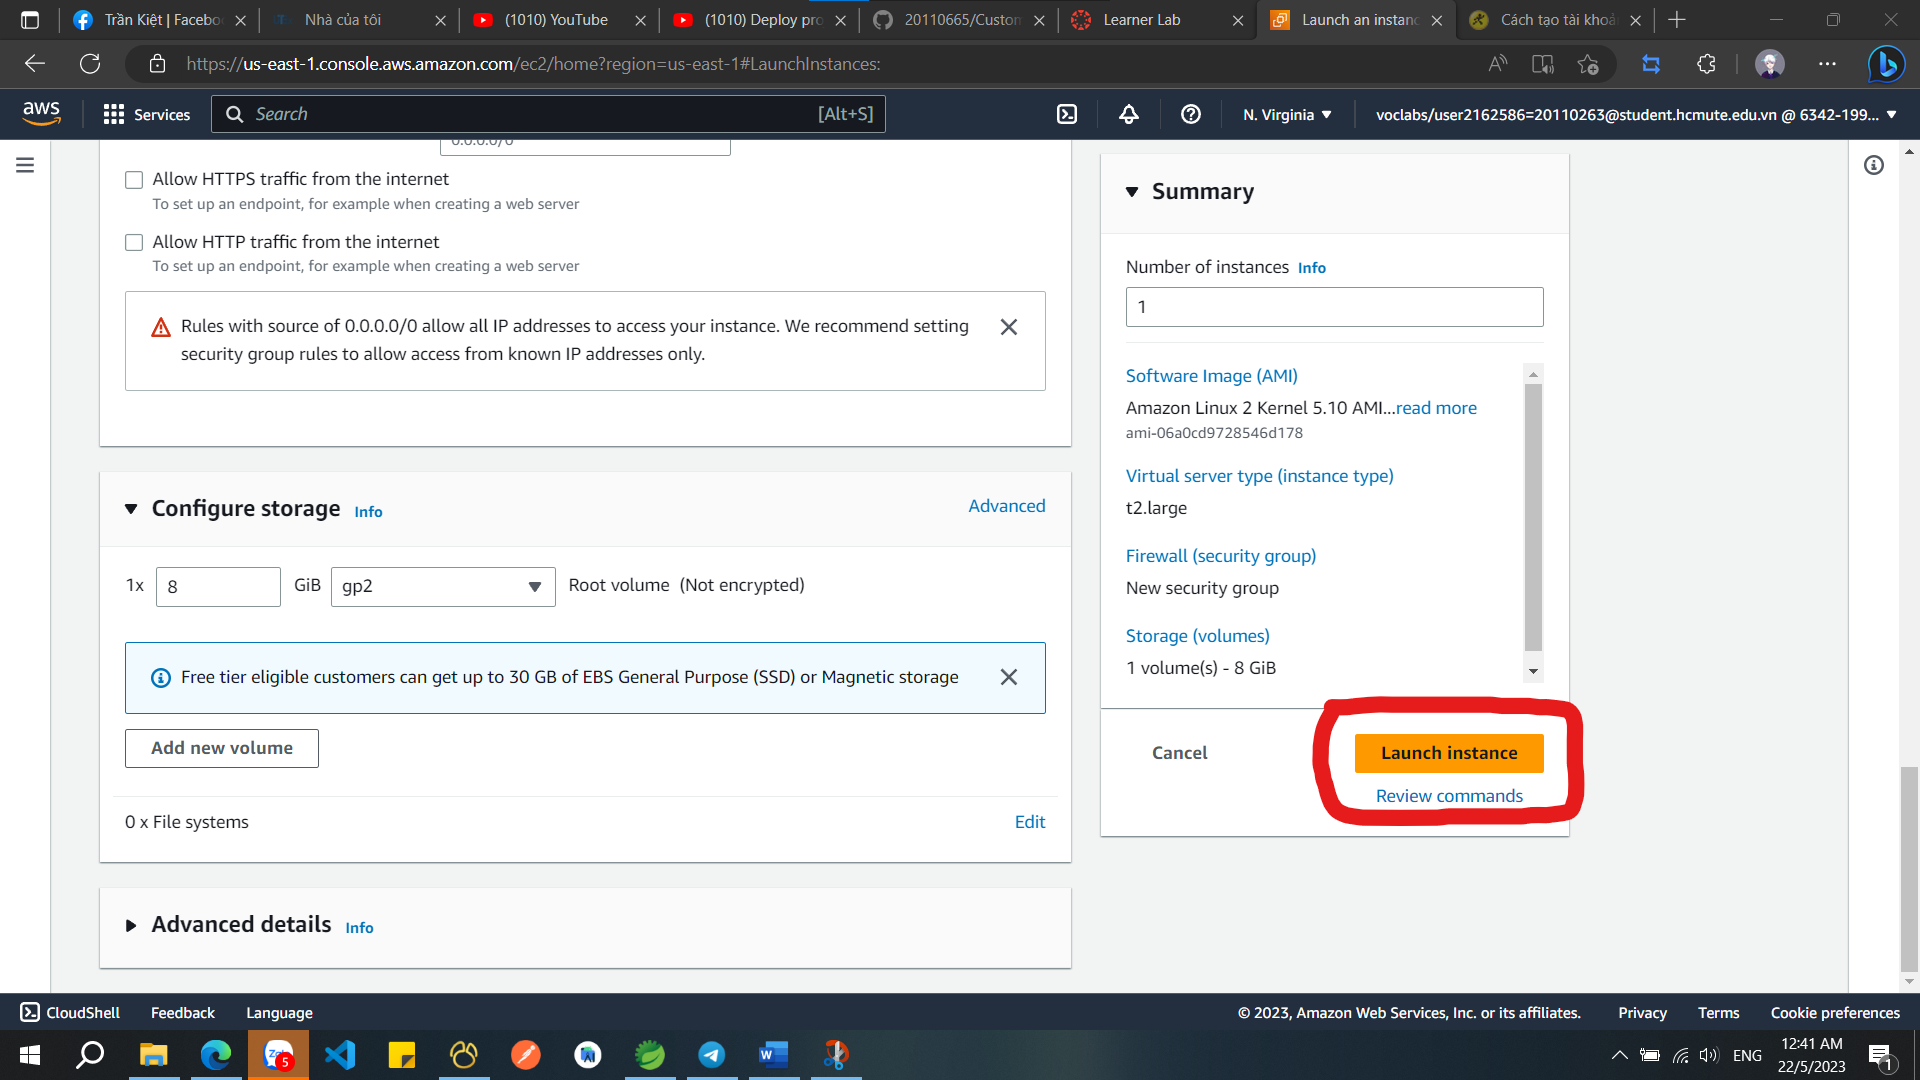 Trần Kiệt | Facebo
Nhà của tôi
(1010) YouTube
(1010) Deploy pro
20110665/Custom
Learner Lab
Launch an instanc
Cách tạo tài khoả
https://us-east-1.console.aws.amazon.com/ec2/home?region=us-east-1#LaunchInstances:
aws
Services
Search
[Alt+S]
N. Virginia
voclabs/user2162586=20110263@student.hcmute.edu.vn @ 6342-199...
0.0.0.0/0
Allow HTTPS traffic from the internet
To set up an endpoint, for example when creating a web server
Allow HTTP traffic from the internet
To set up an endpoint, for example when creating a web server
Rules with source of 0.0.0.0/0 allow all IP addresses to access your instance. We recommend setting
security group rules to allow access from known IP addresses only.
Configure storage Info
Advanced
1x 8 GiB gp2 Root volume (Not encrypted)
Free tier eligible customers can get up to 30 GB of EBS General Purpose (SSD) or Magnetic storage
Add new volume
0 x File systems
Edit
Advanced details Info
Summary
Number of instances Info
1
Software Image (AMI)
Amazon Linux 2 Kernel 5.10 AMI...read more
ami-06a0cd9728546d178
Virtual server type (instance type)
t2.large
Firewall (security group)
New security group
Storage (volumes)
1 volume(s) - 8 GiB
Cancel
Launch instance
Review commands
CloudShell
Feedback
Language
© 2023, Amazon Web Services, Inc. or its affiliates.
Privacy
Terms
Cookie preferences
5
ENG
12:41 AM
22/5/2023
1